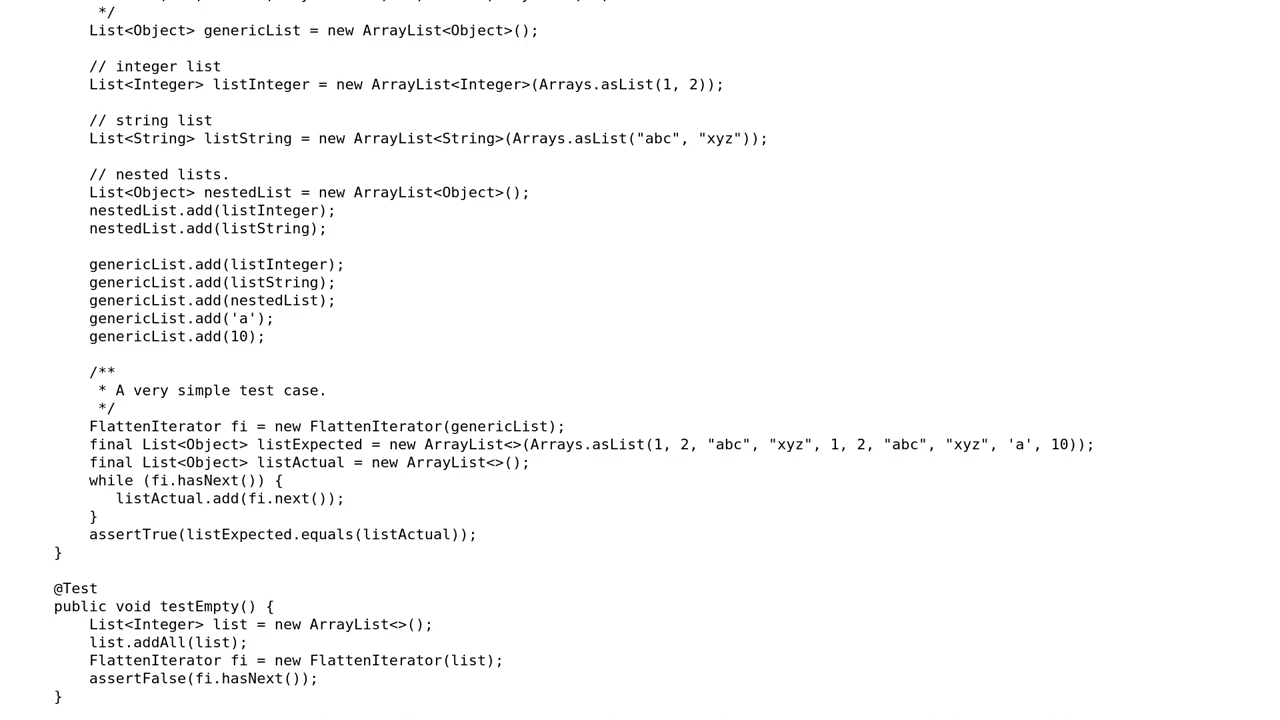 */
List<Object> genericList = new ArrayList<Object>();
// integer list
List<Integer> listInteger = new ArrayList<Integer>(Arrays.asList(1, 2));
// string list
List<String> listString = new ArrayList<String>(Arrays.asList("abc", "xyz"));
// nested lists.
List<Object> nestedList = new ArrayList<Object>();
nestedList.add(listInteger);
nestedList.add(listString);
genericList.add(listInteger);
genericList.add(listString);
genericList.add(nestedList);
genericList.add('a');
genericList.add(10);
/**
* A very simple test case.
*/
FlattenIterator fi = new FlattenIterator(genericList);
final List<Object> listExpected = new ArrayList<>(Arrays.asList(1, 2, "abc", "xyz", 1, 2, "abc", "xyz", 'a', 10));
final List<Object> listActual = new ArrayList<>();
while (fi.hasNext()) {
listActual.add(fi.next());
}
assertTrue(listExpected.equals(listActual));
}
@Test
public void testEmpty() {
List<Integer> list = new ArrayList<>();
list.addAll(list);
FlattenIterator fi = new FlattenIterator(list);
assertFalse(fi.hasNext());
}